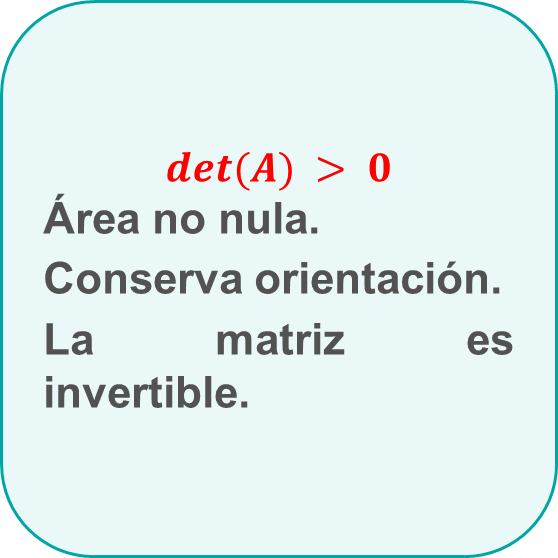 det(A) > 0
Área no nula.
Conserva orientación.
La matriz es
invertible.